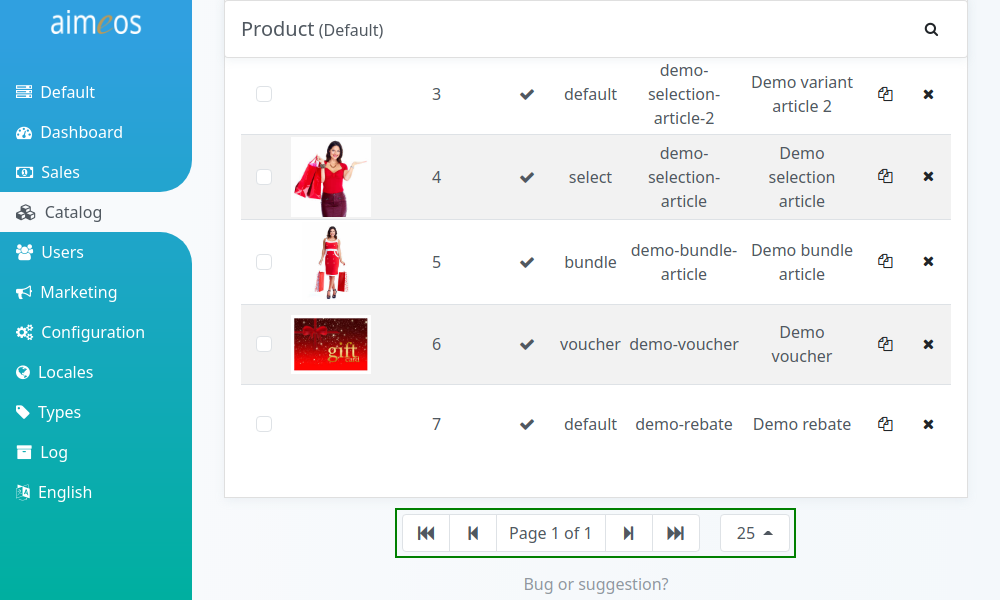 aimeos
Default
Dashboard
Sales
Catalog
Users
Marketing
Configuration
Locales
Types
Log
English
Product (Default)
3 default demo-selection-article-2 Demo variant article 2
4 select demo-selection-article Demo selection article
5 bundle demo-bundle-article Demo bundle article
gift card
6 voucher demo-voucher Demo voucher
7 default demo-rebate Demo rebate
Page 1 of 1
25
Bug or suggestion?